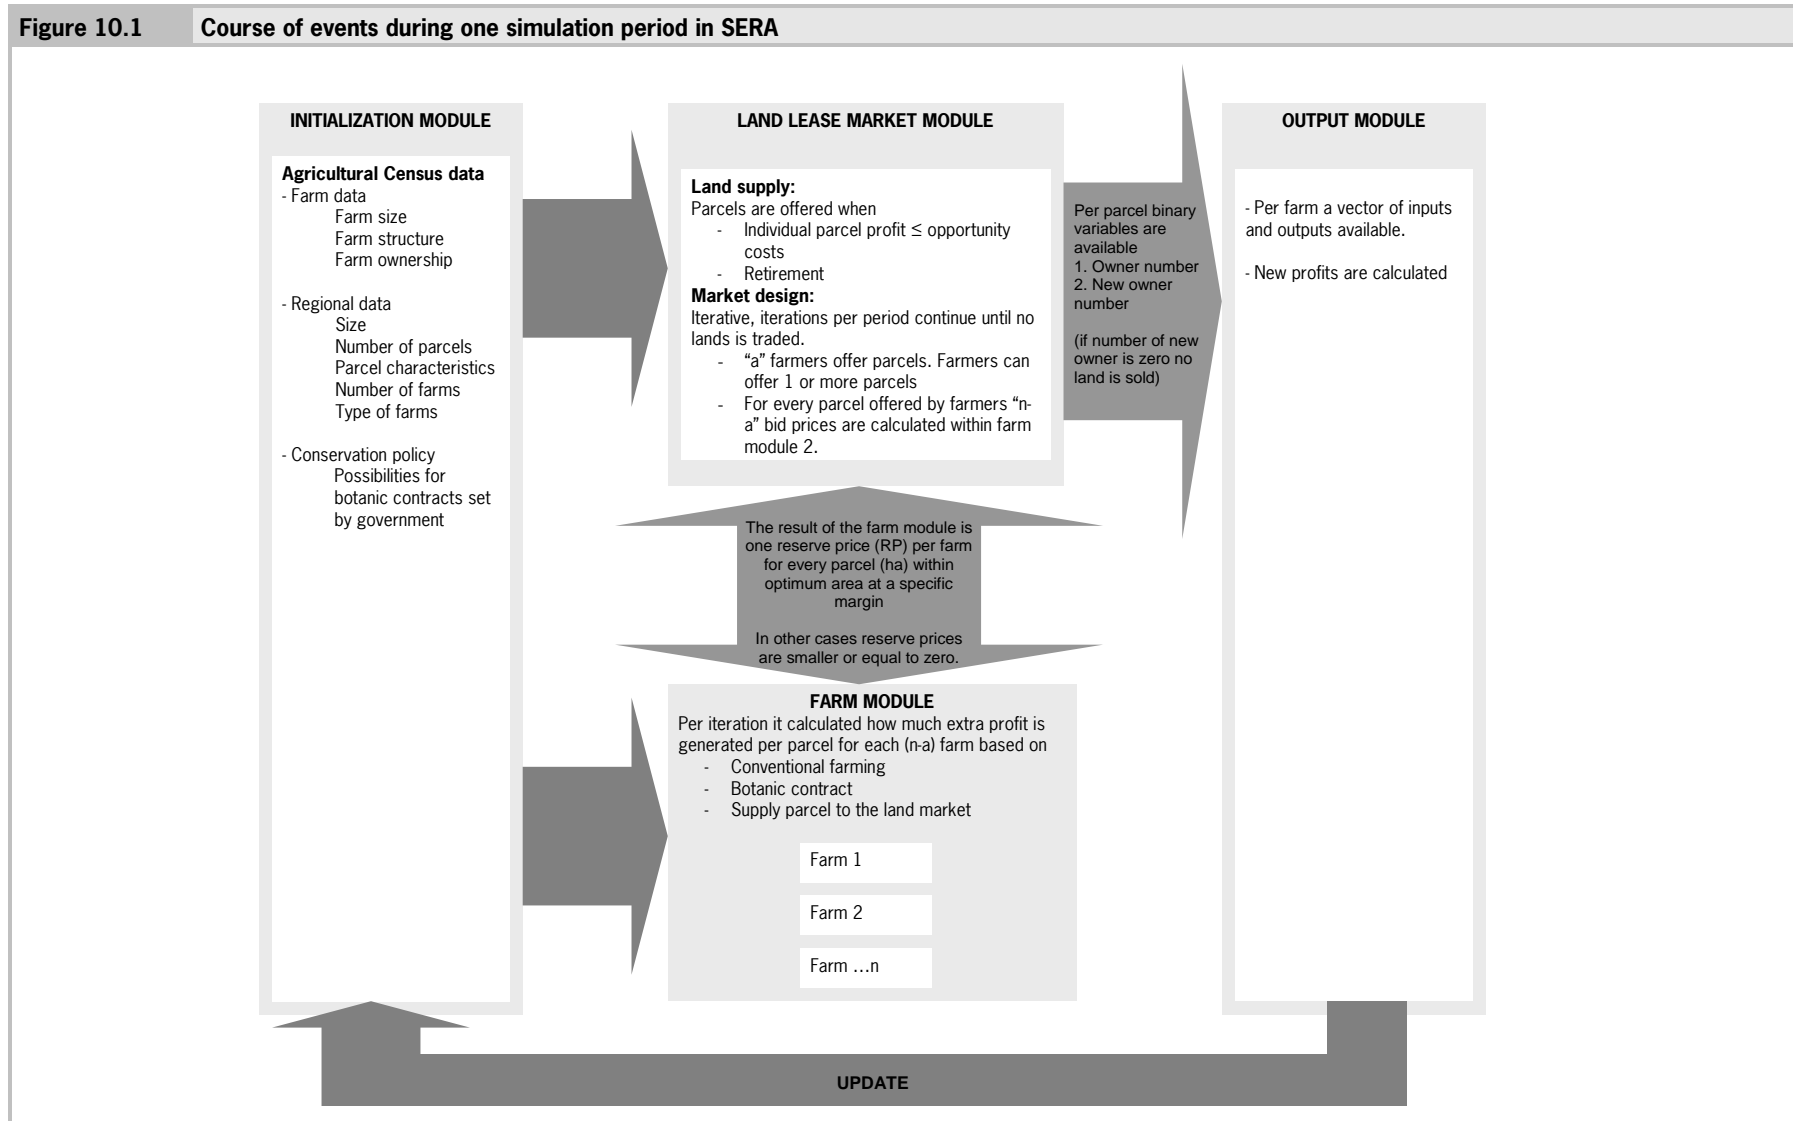 Figure 10.1 Course of events during one simulation period in SERA
INITIALIZATION MODULE
Agricultural Census data
- Farm data
Farm size
Farm structure
Farm ownership
- Regional data
Size
Number of parcels
Parcel characteristics
Number of farms
Type of farms
- Conservation policy
Possibilities for
botanic contracts set
by government
LAND LEASE MARKET MODULE
Land supply:
Parcels are offered when
- Individual parcel profit ≤ opportunity
costs
- Retirement
Market design:
Iterative, iterations per period continue until no
lands is traded.
- “a” farmers offer parcels. Farmers can
offer 1 or more parcels
- For every parcel offered by farmers “n-
a” bid prices are calculated within farm
module 2.
The result of the farm module is
one reserve price (RP) per farm
for every parcel (ha) within
optimum area at a specific
margin
In other cases reserve prices
are smaller or equal to zero.
FARM MODULE
Per iteration it calculated how much extra profit is
generated per parcel for each (n-a) farm based on
- Conventional farming
- Botanic contract
- Supply parcel to the land market
Farm 1
Farm 2
Farm …n
Per parcel binary
variables are
available
1. Owner number
2. New owner
number
(if number of new
owner is zero no
land is sold)
OUTPUT MODULE
- Per farm a vector of inputs
and outputs available.
- New profits are calculated
UPDATE